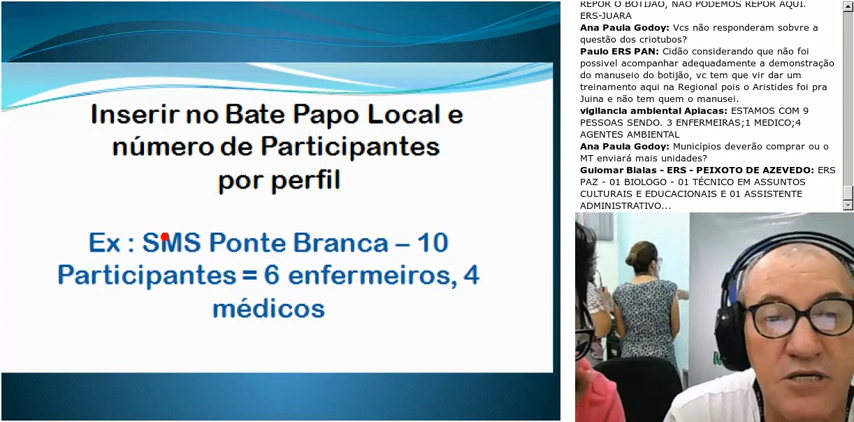 Inserir no Bate Papo Local e
número de Participantes
por perfil
Ex : SMS Ponte Branca – 10
Participantes = 6 enfermeiros, 4
médicos
REPOR O BOTIJÃO, NÃO PODEMOS REPOR AQUI.
ERS-JUARA
Ana Paula Godoy: Vcs não responderam sobvre a
questão dos criotubos?
Paulo ERS PAN: Cidão considerando que não foi
possivel acompanhar adequadamente a demonstração
do manuseio do botijão, vc tem que vir dar um
treinamento aqui na Regional pois o Aristides foi pra
Juina e não tem quem o manusei.
vigilancia ambiental Apiacas: ESTAMOS COM 9
PESSOAS SENDO. 3 ENFERMEIRAS;1 MEDICO;4
AGENTES AMBIENTAL
Ana Paula Godoy: Municípios deverão comprar ou o
MT enviará mais unidades?
Guiomar Bialas - ERS - PEIXOTO DE AZEVEDO: ERS
PAZ - 01 BIOLOGO - 01 TÉCNICO EM ASSUNTOS
CULTURAIS E EDUCACIONAIS E 01 ASSISTENTE
ADMINISTRATIVO...